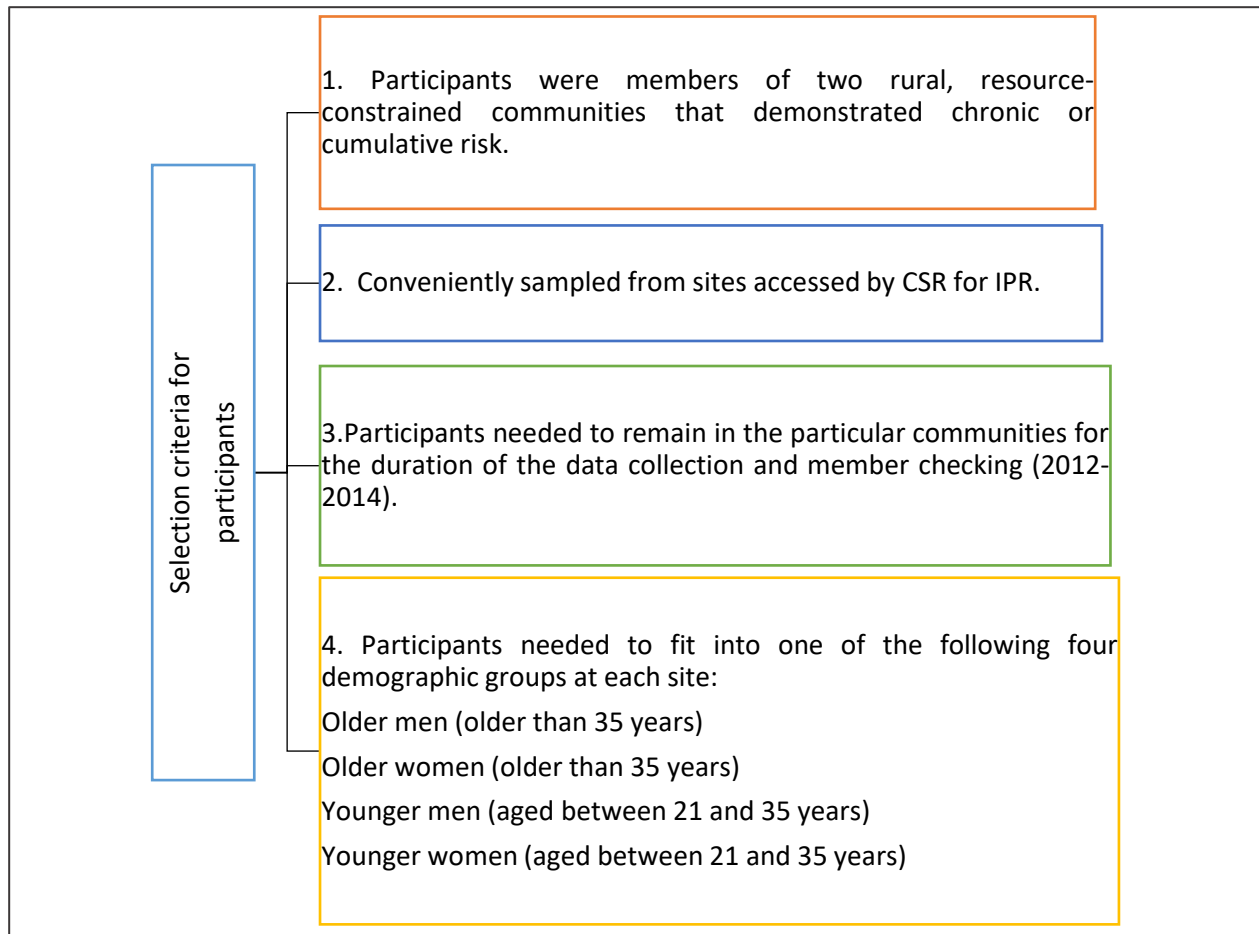 Selection criteria for
participants
1. Participants were members of two rural, resource-
constrained communities that demonstrated chronic or
cumulative risk.
2. Conveniently sampled from sites accessed by CSR for IPR.
3.Participants needed to remain in the particular communities for
the duration of the data collection and member checking (2012-
2014).
4. Participants needed to fit into one of the following four
demographic groups at each site:
Older men (older than 35 years)
Older women (older than 35 years)
Younger men (aged between 21 and 35 years)
Younger women (aged between 21 and 35 years)